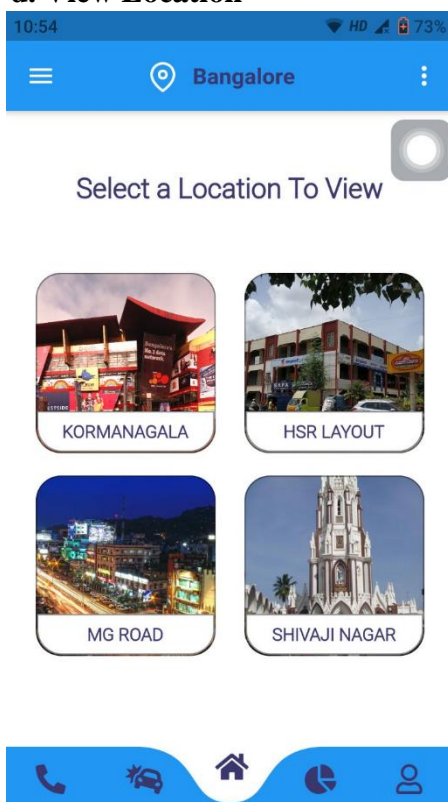 d. View Location
10:54 HD 73%
Bangalore
Select a Location To View
KORMANAGALA
HSR LAYOUT
MG ROAD
SHIVAJI NAGAR